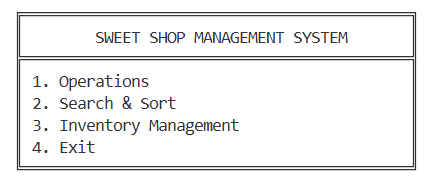 SWEET SHOP MANAGEMENT SYSTEM
1. Operations
2. Search & Sort
3. Inventory Management
4. Exit